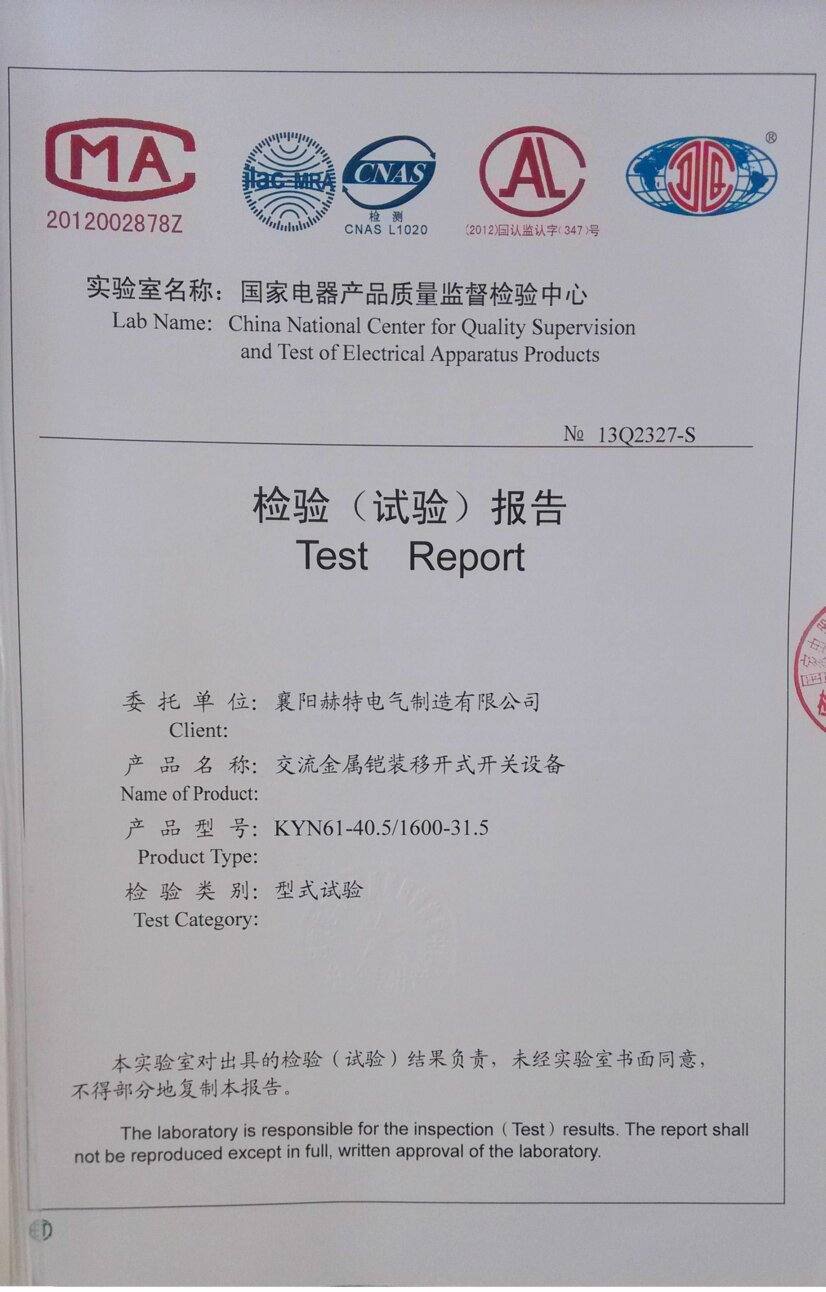 MA
2012002878Z
ilac-MRA
CNAS
检 测
CNAS L1020
AL
(2012)国认监认字(347)号
®
实验室名称：国家电器产品质量监督检验中心
Lab Name: China National Center for Quality Supervision
and Test of Electrical Apparatus Products
№ 13Q2327-S
检验（试验）报告
Test Report
委 托 单 位：襄阳赫特电气制造有限公司
Client:
产 品 名 称：交流金属铠装移开式开关设备
Name of Product:
产 品 型 号：KYN61-40.5/1600-31.5
Product Type:
检 验 类 别：型式试验
Test Category:
本实验室对出具的检验（试验）结果负责，未经实验室书面同意，
不得部分地复制本报告。
The laboratory is responsible for the inspection（Test）results. The report shall
not be reproduced except in full, written approval of the laboratory.